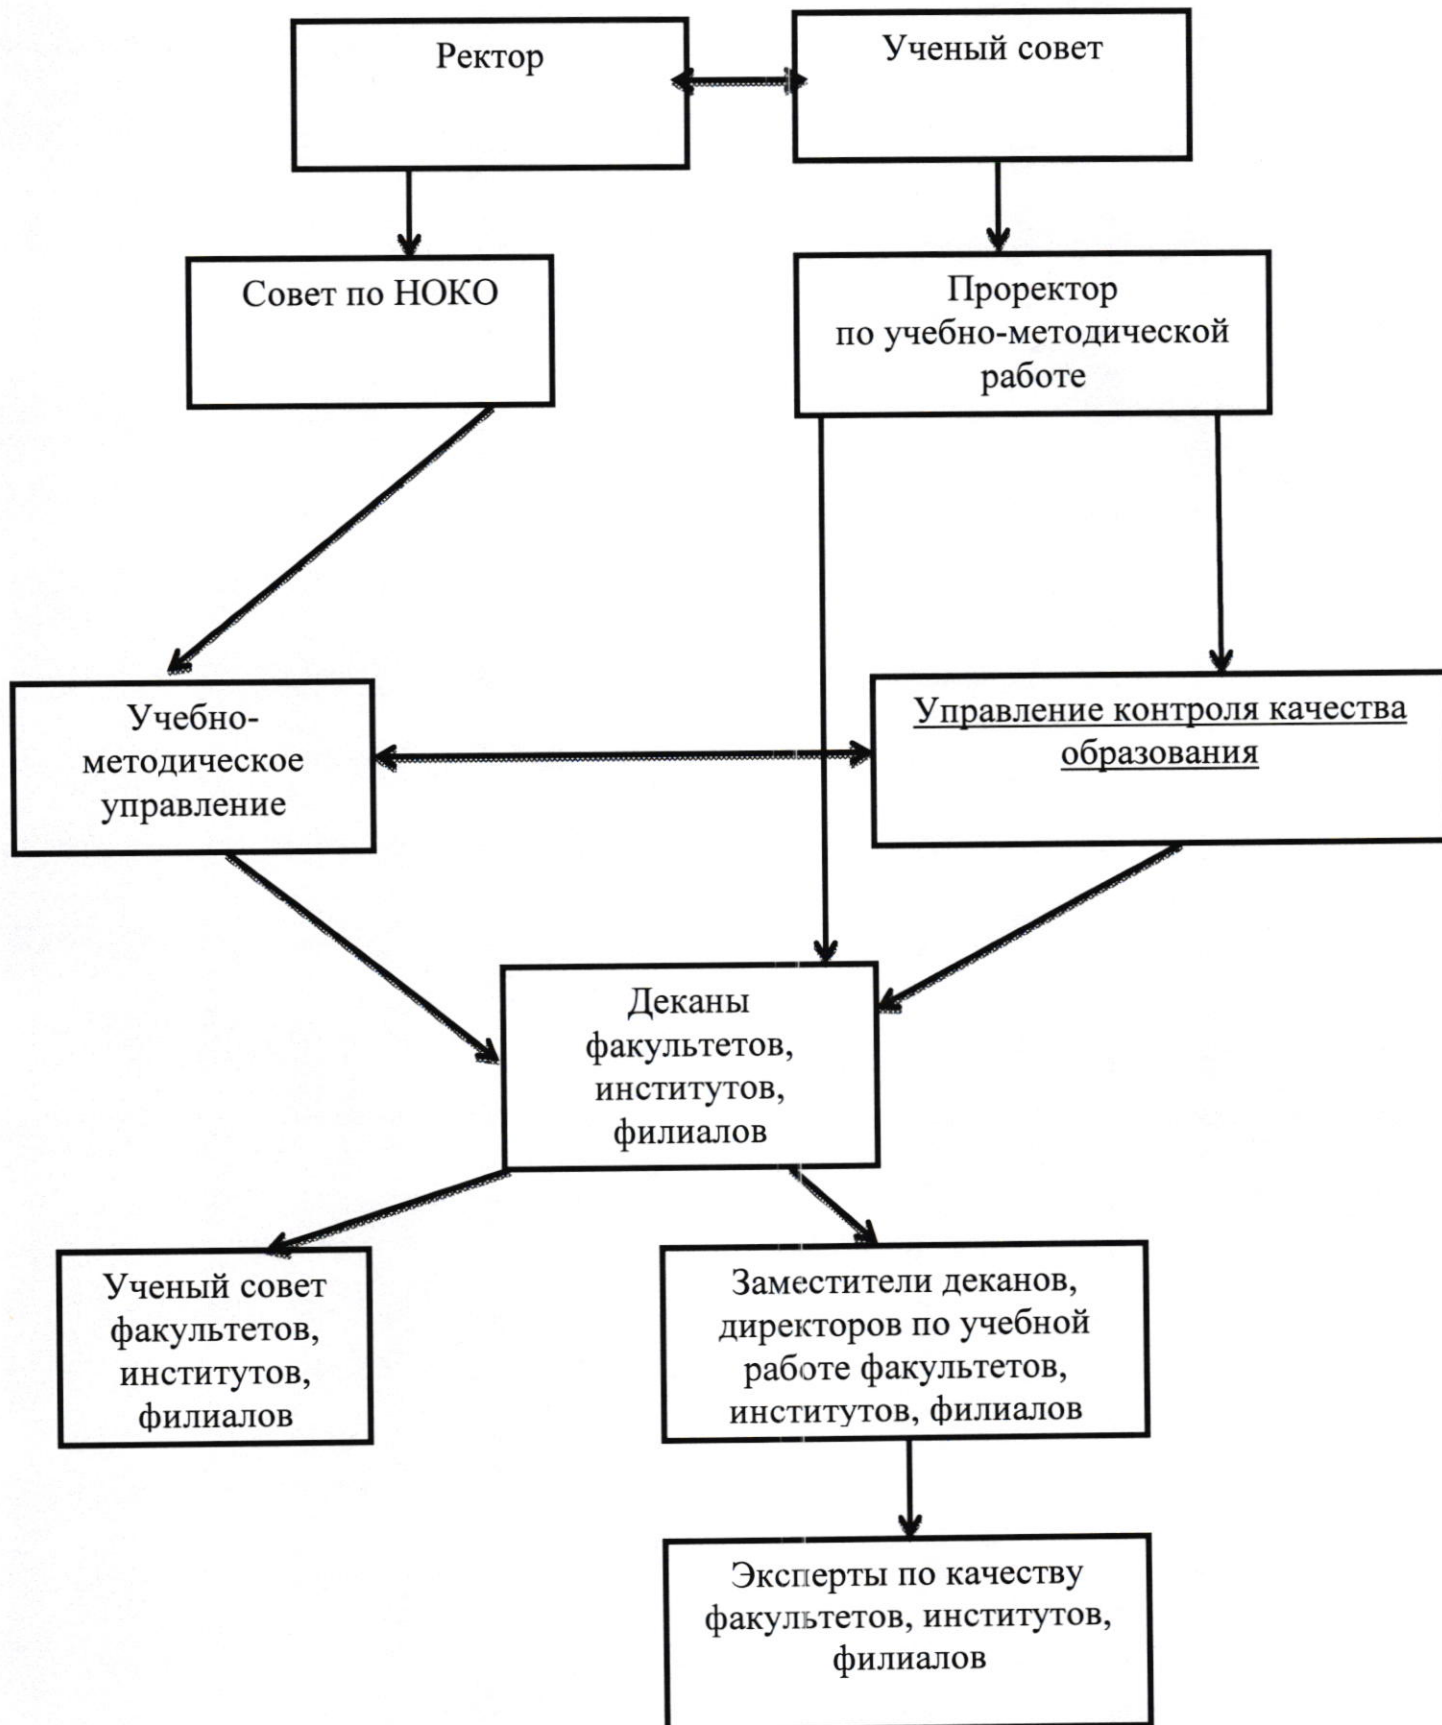 Ректор
Ученый совет
Совет по НОКО
Проректор
по учебно-методической
работе
Учебно-
методическое
управление
Управление контроля качества
образования
Деканы
факультетов,
институтов,
филиалов
Ученый совет
факультетов,
институтов,
филиалов
Заместители деканов,
директоров по учебной
работе факультетов,
институтов, филиалов
Эксперты по качеству
факультетов, институтов,
филиалов